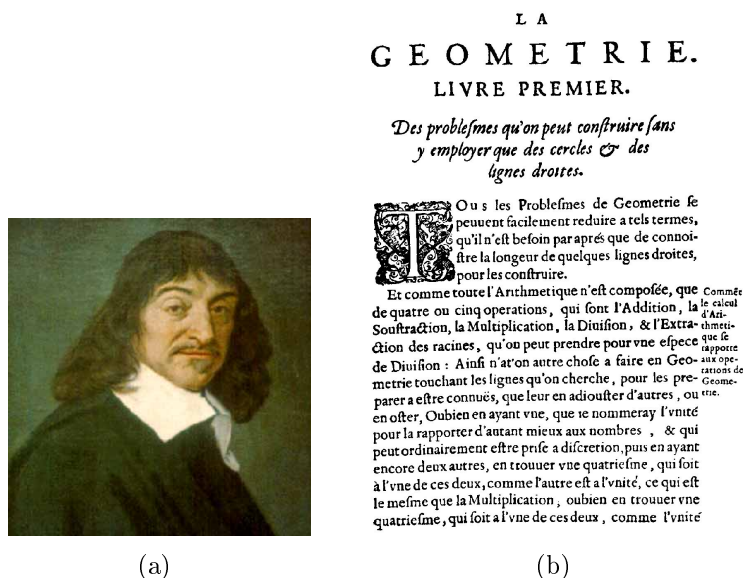 LA
GEOMETRIE.
LIVRE PREMIER.
Des problesmes qu'on peut construire sans
y employer que des cercles & des
lignes droites.
TOus les Problesmes de Geometrie se
peuuent facilement reduire a tels termes,
qu'il n'est besoin par aprés que de connoi-
stre la longeur de quelques lignes droites,
pour les construire.
Et comme toute l'Arithmetique n'est composée, que
de quatre ou cinq operations, qui sont l'Addition, la
Soustraction, la Multiplication, la Diuision, & l'Extra-
ction des racines, qu'on peut prendre pour vne espece
de Diuision : Ainsi n'at'on autre chose a faire en Geo-
metrie touchant les lignes qu'on cherche, pour les pre-
parer a estre connuës, que leur en adiouster d'autres, ou
en oster, Oubien en ayant vne, que ie nommeray l'vnité
pour la rapporter d'autant mieux aux nombres , & qui
peut ordinairement estre prise a discretion, puis en ayant
encore deux autres, en trouuer vne quatriesme, qui soit
à l'vne de ces deux, comme l'autre est a l'vnité, ce qui est
le mesme que la Multiplication , oubien en trouuer vne
quatriesme, qui soit a l'vne de ces deux , comme l'vnité
Commẽt
le calcul
d'Ari-
thmeti-
que se
rapporte
aux ope-
rations de
Geome-
trie.
(a)
(b)